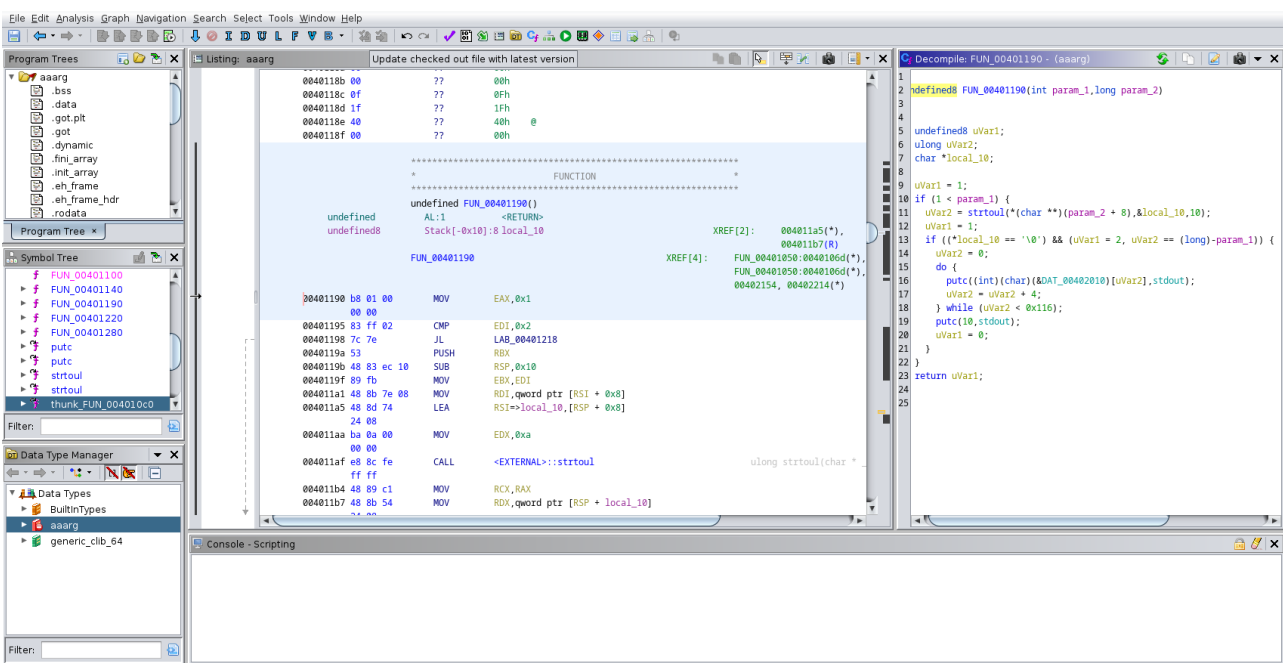 File Edit Analysis Graph Navigation Search Select Tools Window Help
I D U L F V B
Program Trees
aaarg
.bss
.data
.got.plt
.got
.dynamic
.fini_array
.init_array
.eh_frame
.eh_frame_hdr
.rodata
Program Tree ×
Symbol Tree
f FUN_00401100
f FUN_00401140
f FUN_00401190
f FUN_00401220
f FUN_00401280
putc
putc
strtoul
strtoul
thunk_FUN_004010c0
Filter:
Data Type Manager
Data Types
BuiltInTypes
aaarg
generic_clib_64
Filter:
Listing: aaarg
Update checked out file with latest version
0040118b 00 ?? 00h
0040118c 0f ?? 0Fh
0040118d 1f ?? 1Fh
0040118e 40 ?? 40h @
0040118f 00 ?? 00h
**************************************************************
* FUNCTION *
**************************************************************
undefined FUN_00401190()
undefined AL:1 <RETURN>
undefined8 Stack[-0x10]:8 local_10 XREF[2]: 004011a5(*),
004011b7(R)
FUN_00401190 XREF[4]: FUN_00401050:0040106d(*),
FUN_00401050:0040106d(*),
00402154, 00402214(*)
00401190 b8 01 00 MOV EAX,0x1
00 00
00401195 83 ff 02 CMP EDI,0x2
00401198 7c 7e JL LAB_00401218
0040119a 53 PUSH RBX
0040119b 48 83 ec 10 SUB RSP,0x10
0040119f 89 fb MOV EBX,EDI
004011a1 48 8b 7e 08 MOV RDI,qword ptr [RSI + 0x8]
004011a5 48 8d 74 LEA RSI=>local_10,[RSP + 0x8]
24 08
004011aa ba 0a 00 MOV EDX,0xa
00 00
004011af e8 8c fe CALL <EXTERNAL>::strtoul ulong strtoul(char *
ff ff
004011b4 48 89 c1 MOV RCX,RAX
004011b7 48 8b 54 MOV RDX,qword ptr [RSP + local_10]
Decompile: FUN_00401190 - (aaarg)
1
2 ndefined8 FUN_00401190(int param_1,long param_2)
3
4
5 undefined8 uVar1;
6 ulong uVar2;
7 char *local_10;
8
9 uVar1 = 1;
10 if (1 < param_1) {
11 uVar2 = strtoul(*(char **)(param_2 + 8),&local_10,10);
12 uVar1 = 1;
13 if ((*local_10 == '\0') && (uVar1 = 2, uVar2 == (long)-param_1)) {
14 uVar2 = 0;
15 do {
16 putc((int)(char)(&DAT_00402010)[uVar2],stdout);
17 uVar2 = uVar2 + 4;
18 } while (uVar2 < 0x116);
19 putc(10,stdout);
20 uVar1 = 0;
21 }
22 }
23 return uVar1;
24
25
Console - Scripting